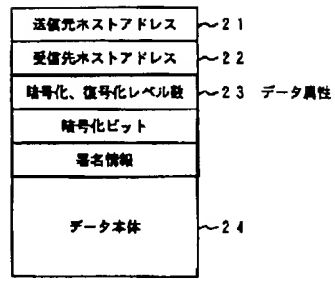 送信元ホストアドレス ～21
受信先ホストアドレス ～22
暗号化、復号化レベル数 ～23 データ属性
暗号化ビット
署名情報
データ本体 ～24